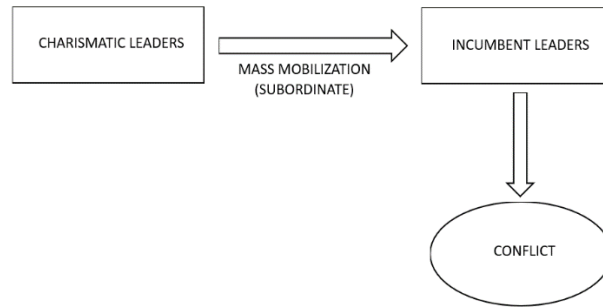 CHARISMATIC LEADERS
INCUMBENT LEADERS
MASS MOBILIZATION
(SUBORDINATE)
CONFLICT